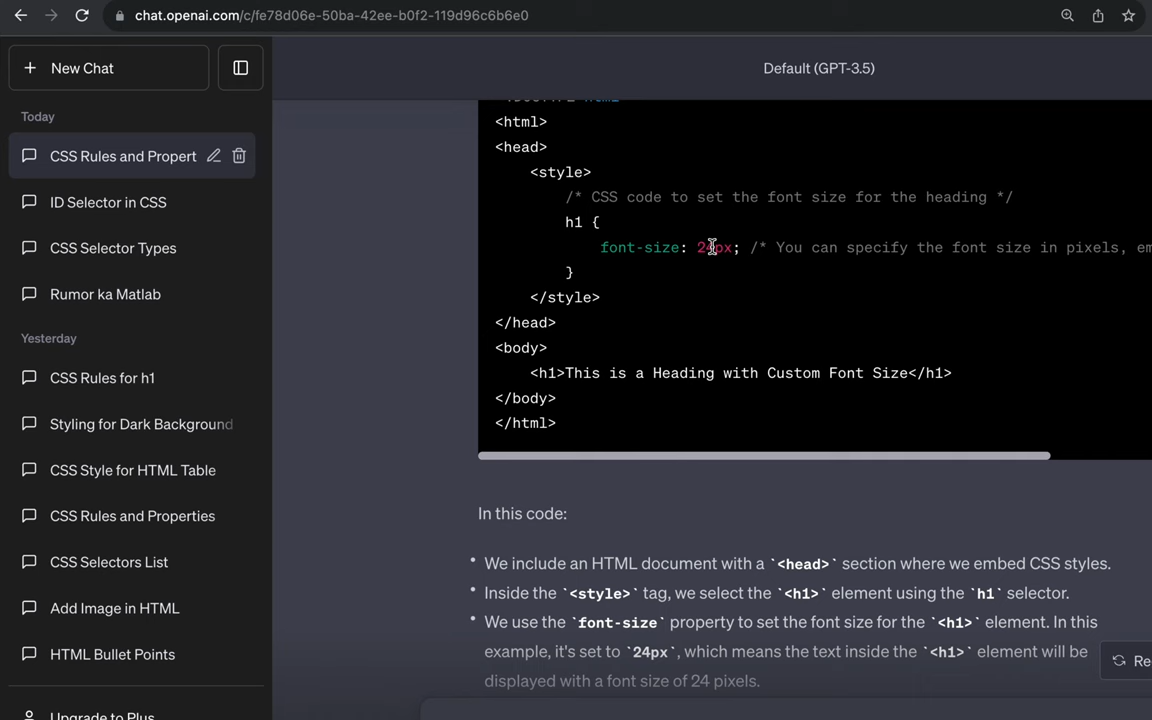 chat.openai.com/c/fe78d06e-50ba-42ee-b0f2-119d96c6b6e0
New Chat
Default (GPT-3.5)
Today
CSS Rules and Propert
ID Selector in CSS
CSS Selector Types
Rumor ka Matlab
Yesterday
CSS Rules for h1
Styling for Dark Background
CSS Style for HTML Table
CSS Rules and Properties
CSS Selectors List
Add Image in HTML
HTML Bullet Points
Upgrade to Plus
<html>
<head>
<style>
/* CSS code to set the font size for the heading */
h1 {
font-size: 24px; /* You can specify the font size in pixels, em
}
</style>
</head>
<body>
<h1>This is a Heading with Custom Font Size</h1>
</body>
</html>
In this code:
• We include an HTML document with a `<head>` section where we embed CSS styles.
• Inside the `<style>` tag, we select the `<h1>` element using the `h1` selector.
• We use the `font-size` property to set the font size for the `<h1>` element. In this
example, it's set to `24px`, which means the text inside the `<h1>` element will be
displayed with a font size of 24 pixels.
Re